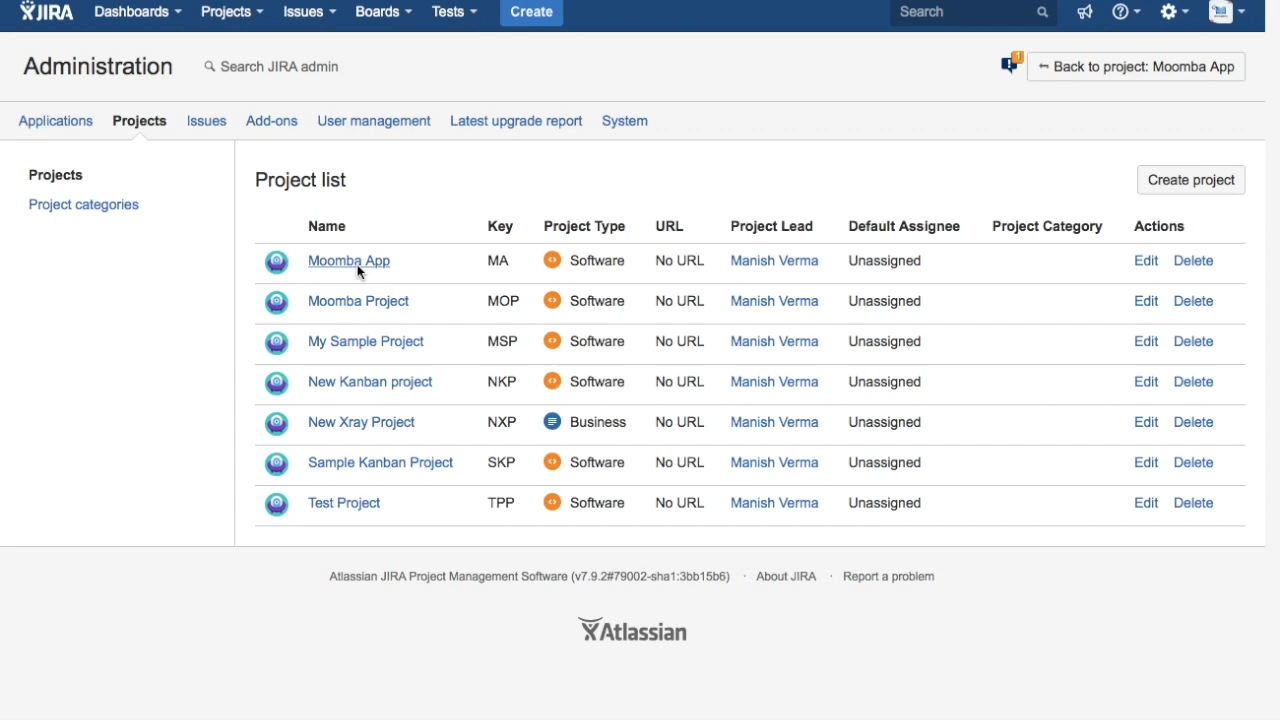 JIRA Dashboards Projects Issues Boards Tests Create Search
Administration Search JIRA admin 1 Back to project: Moomba App
Applications Projects Issues Add-ons User management Latest upgrade report System
Projects
Project categories
Project list Create project
Name Key Project Type URL Project Lead Default Assignee Project Category Actions
Moomba App MA Software No URL Manish Verma Unassigned Edit Delete
Moomba Project MOP Software No URL Manish Verma Unassigned Edit Delete
My Sample Project MSP Software No URL Manish Verma Unassigned Edit Delete
New Kanban project NKP Software No URL Manish Verma Unassigned Edit Delete
New Xray Project NXP Business No URL Manish Verma Unassigned Edit Delete
Sample Kanban Project SKP Software No URL Manish Verma Unassigned Edit Delete
Test Project TPP Software No URL Manish Verma Unassigned Edit Delete
Atlassian JIRA Project Management Software (v7.9.2#79002-sha1:3bb15b6) · About JIRA · Report a problem
Atlassian